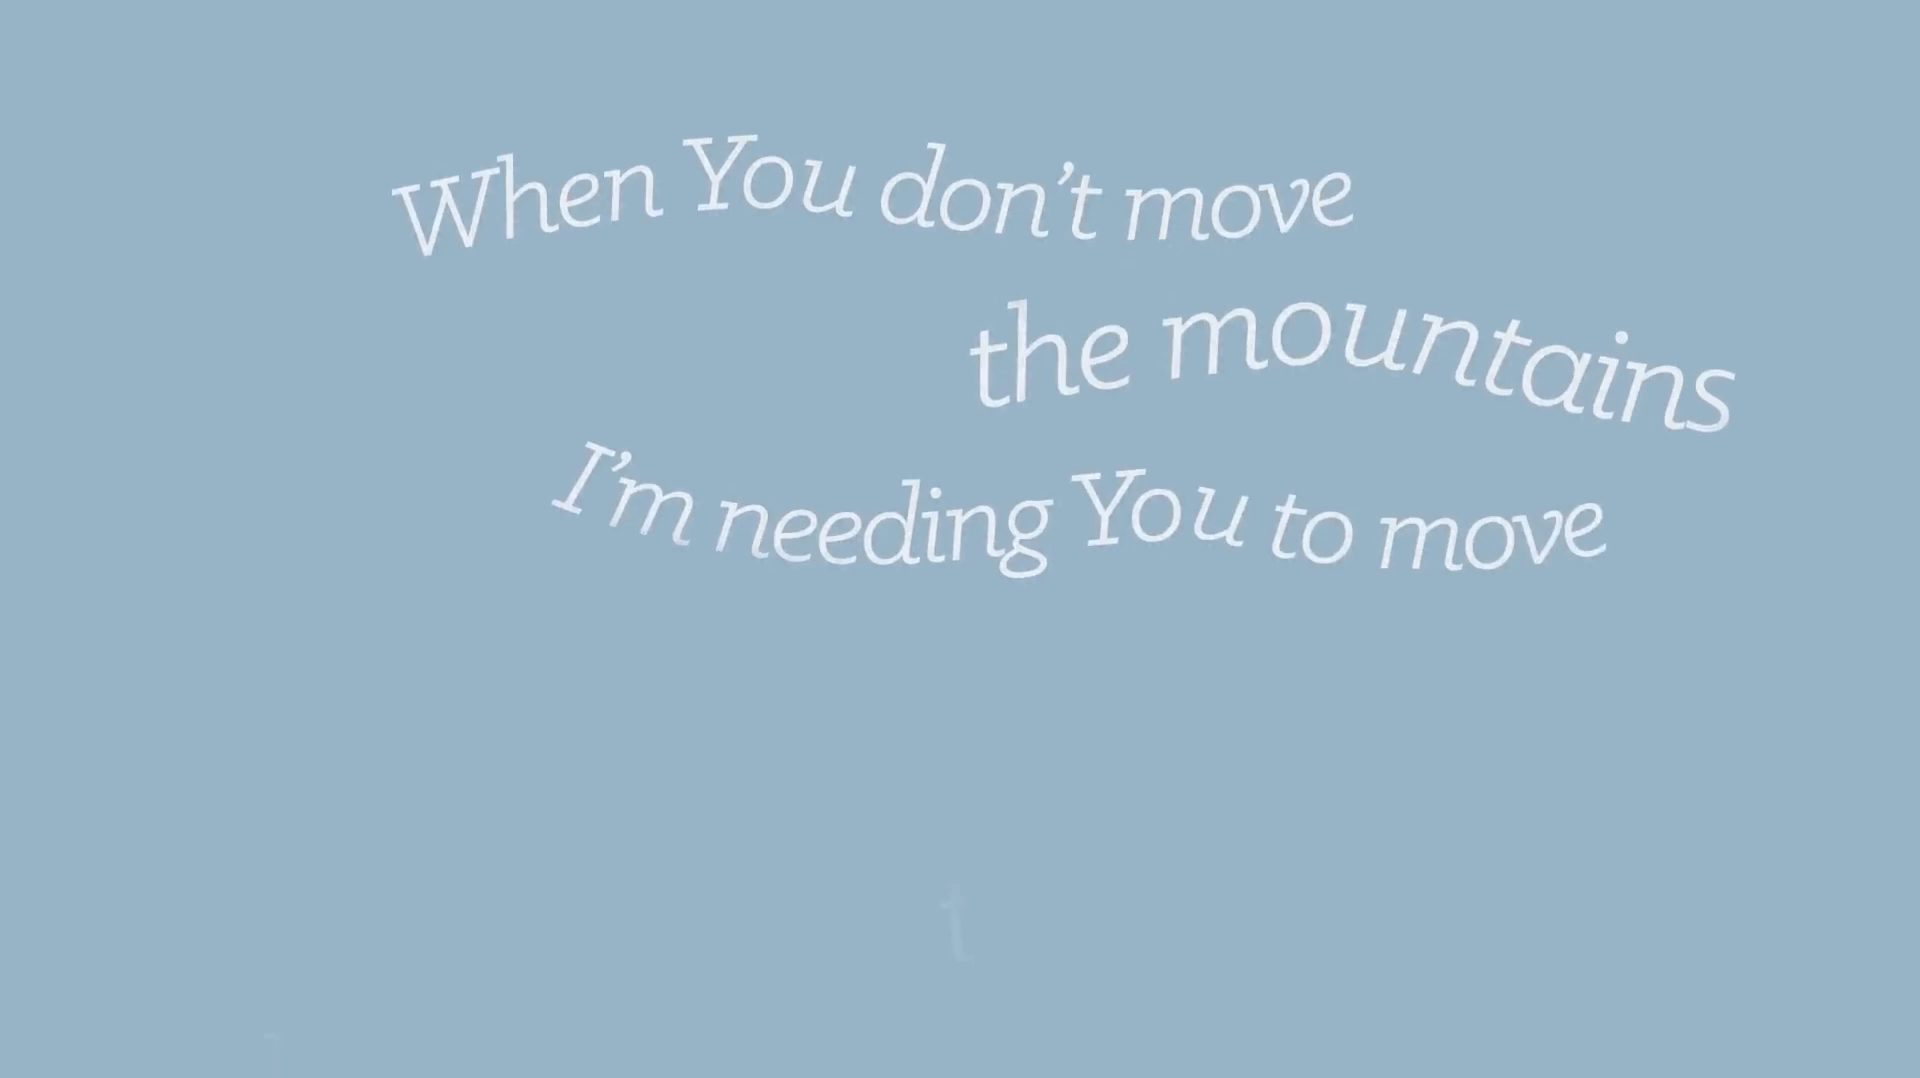 When You don’t move
the mountains
I’m needing You to move